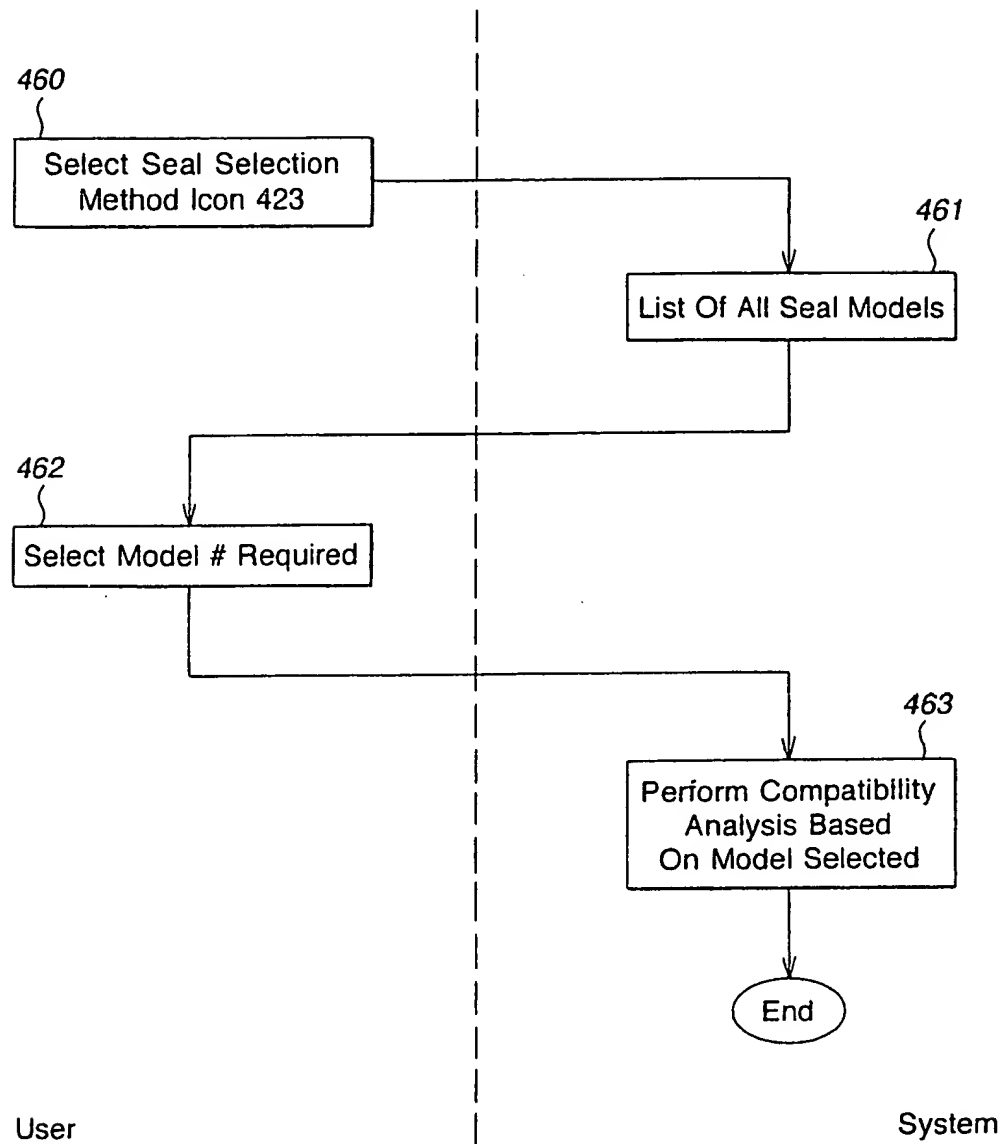 460
Select Seal Selection
Method Icon 423
461
List Of All Seal Models
462
Select Model # Required
463
Perform Compatibility
Analysis Based
On Model Selected
End
User
System